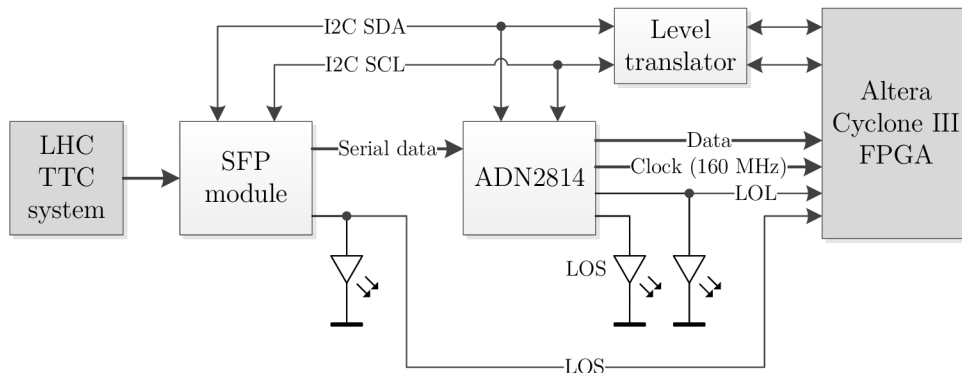 I2C SDA
I2C SCL
Level
translator
Altera
Cyclone III
FPGA
LHC
TTC
system
SFP
module
Serial data
ADN2814
Data
Clock (160 MHz)
LOL
LOS
LOS